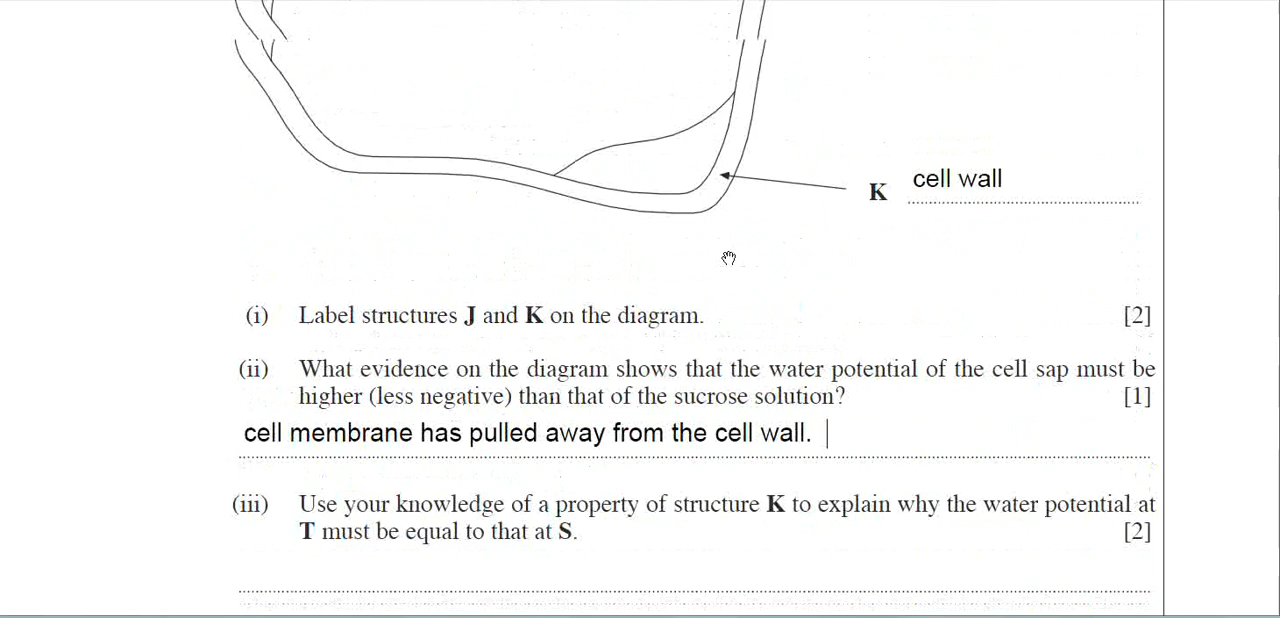 K cell wall
(i) Label structures J and K on the diagram. [2]
(ii) What evidence on the diagram shows that the water potential of the cell sap must be
higher (less negative) than that of the sucrose solution? [1]
cell membrane has pulled away from the cell wall.
(iii) Use your knowledge of a property of structure K to explain why the water potential at
T must be equal to that at S. [2]